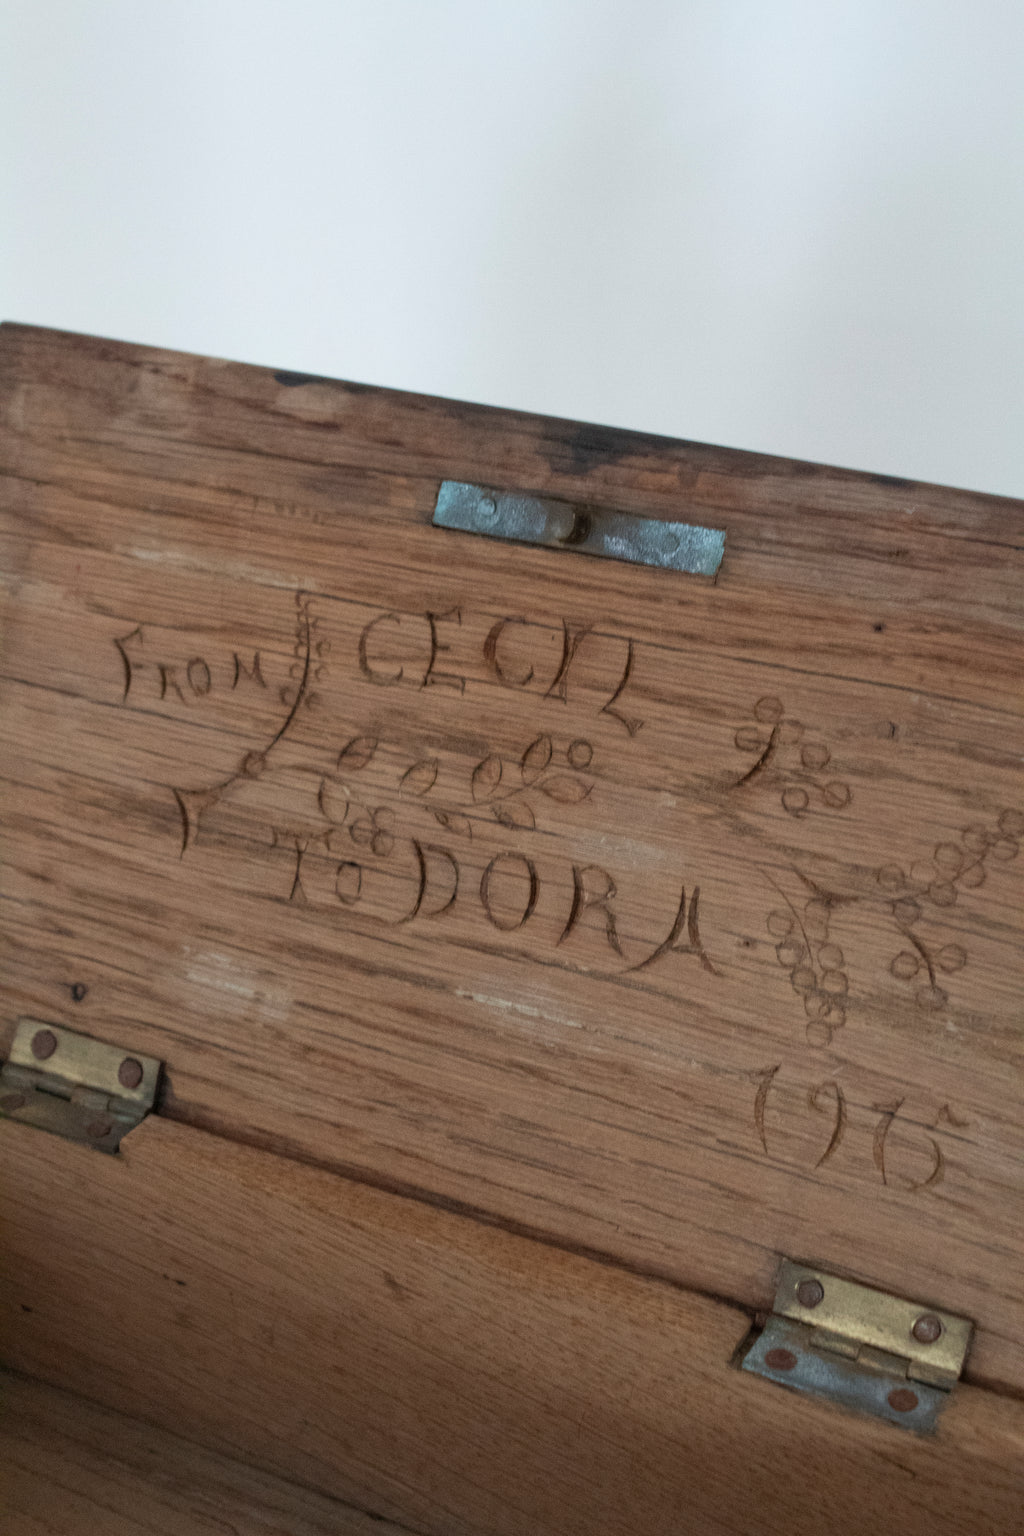 FROM CECIL
TO DORA
1915